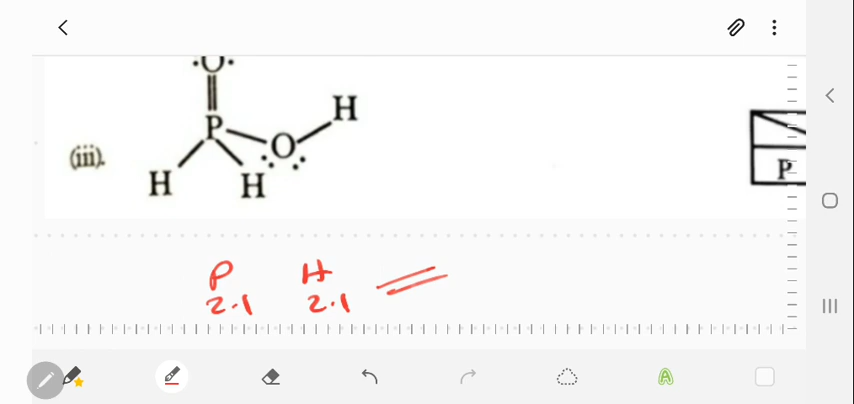 :O:
H
P
O
(iii).
H
H
P
P H
2.1 2.1